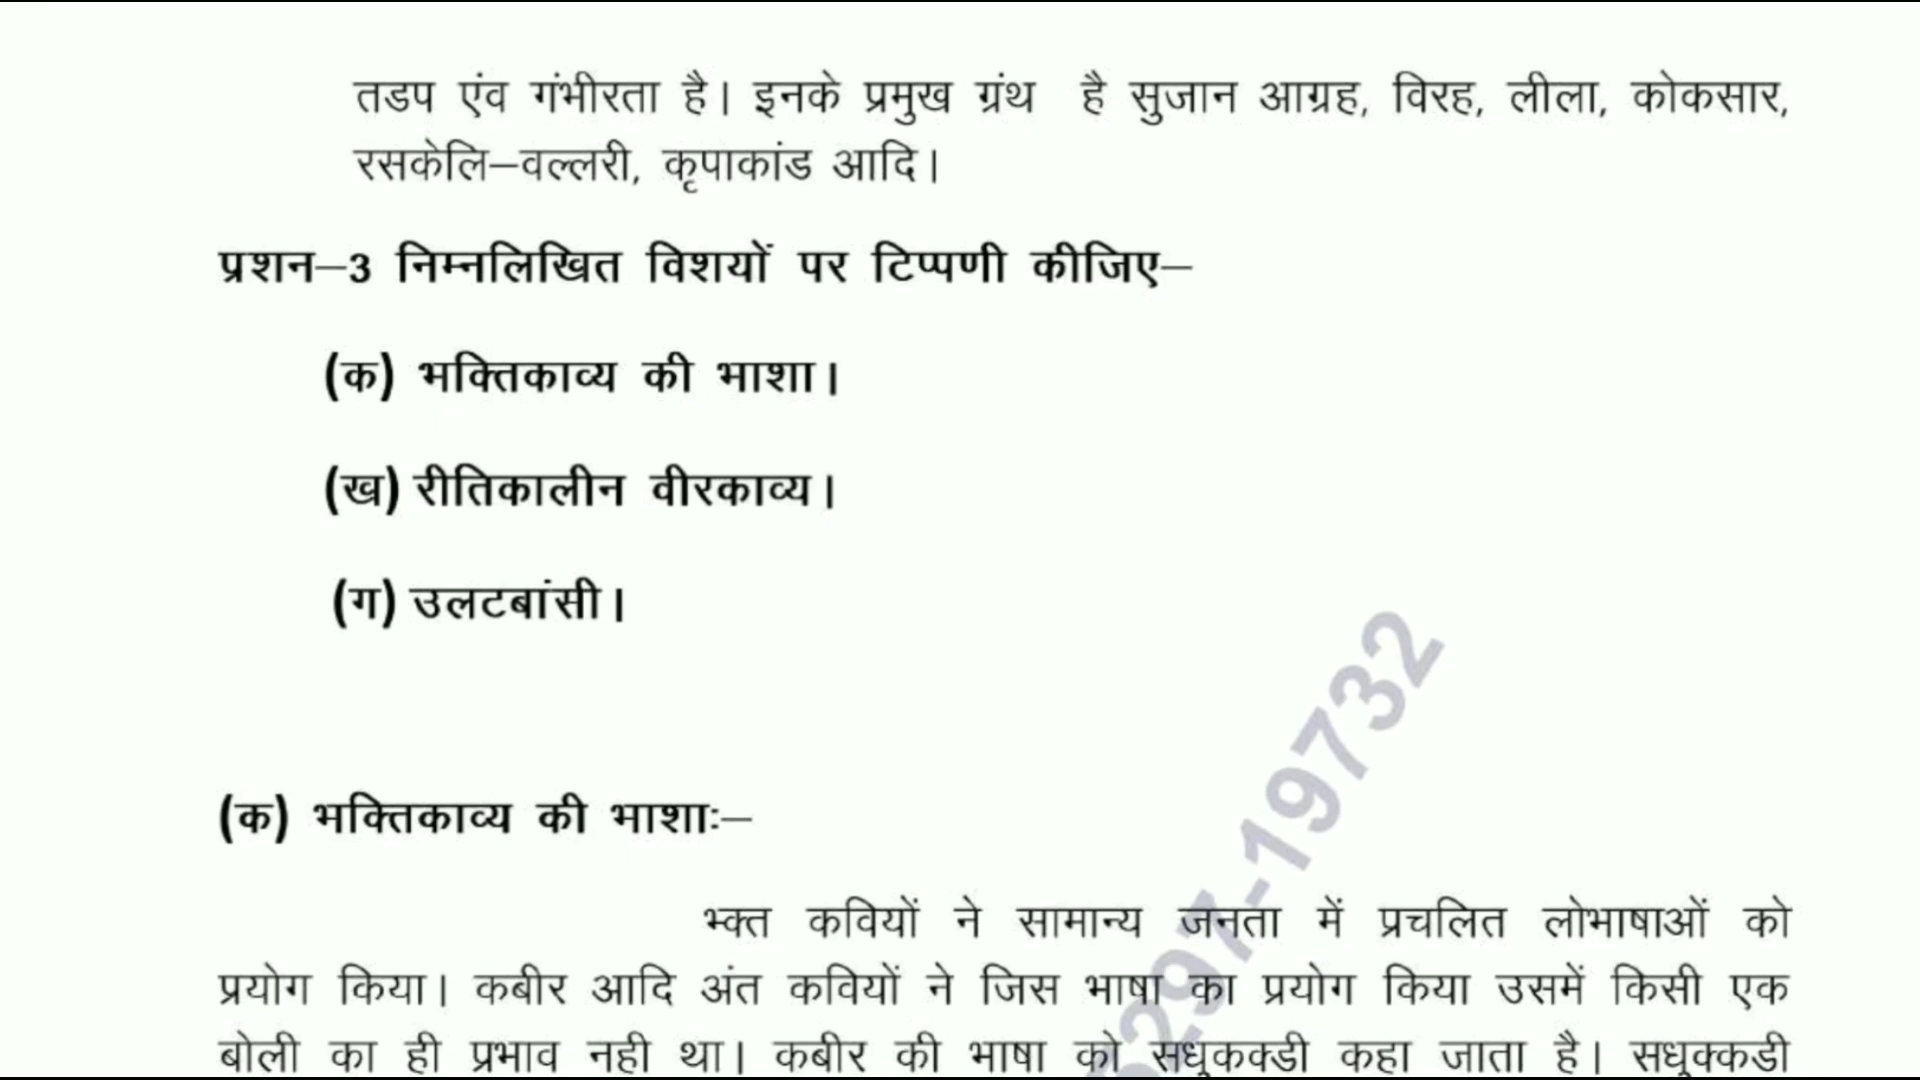 तडप एंव गंभीरता है। इनके प्रमुख ग्रंथ है सुजान आग्रह, विरह, लीला, कोकसार,
रसकेलि–वल्लरी, कृपाकांड आदि।
प्रशन–3 निम्नलिखित विशयों पर टिप्पणी कीजिए–
(क) भक्तिकाव्य की भाशा।
(ख) रीतिकालीन वीरकाव्य।
(ग) उलटबांसी।
(क) भक्तिकाव्य की भाशाः–
भ्क्त कवियों ने सामान्य जनता में प्रचलित लोभाषाओं को
प्रयोग किया। कबीर आदि अंत कवियों ने जिस भाषा का प्रयोग किया उसमें किसी एक
बोली का ही प्रभाव नही था। कबीर की भाषा को सधुकक्डी कहा जाता है। सधुक्कडी
5297-19732